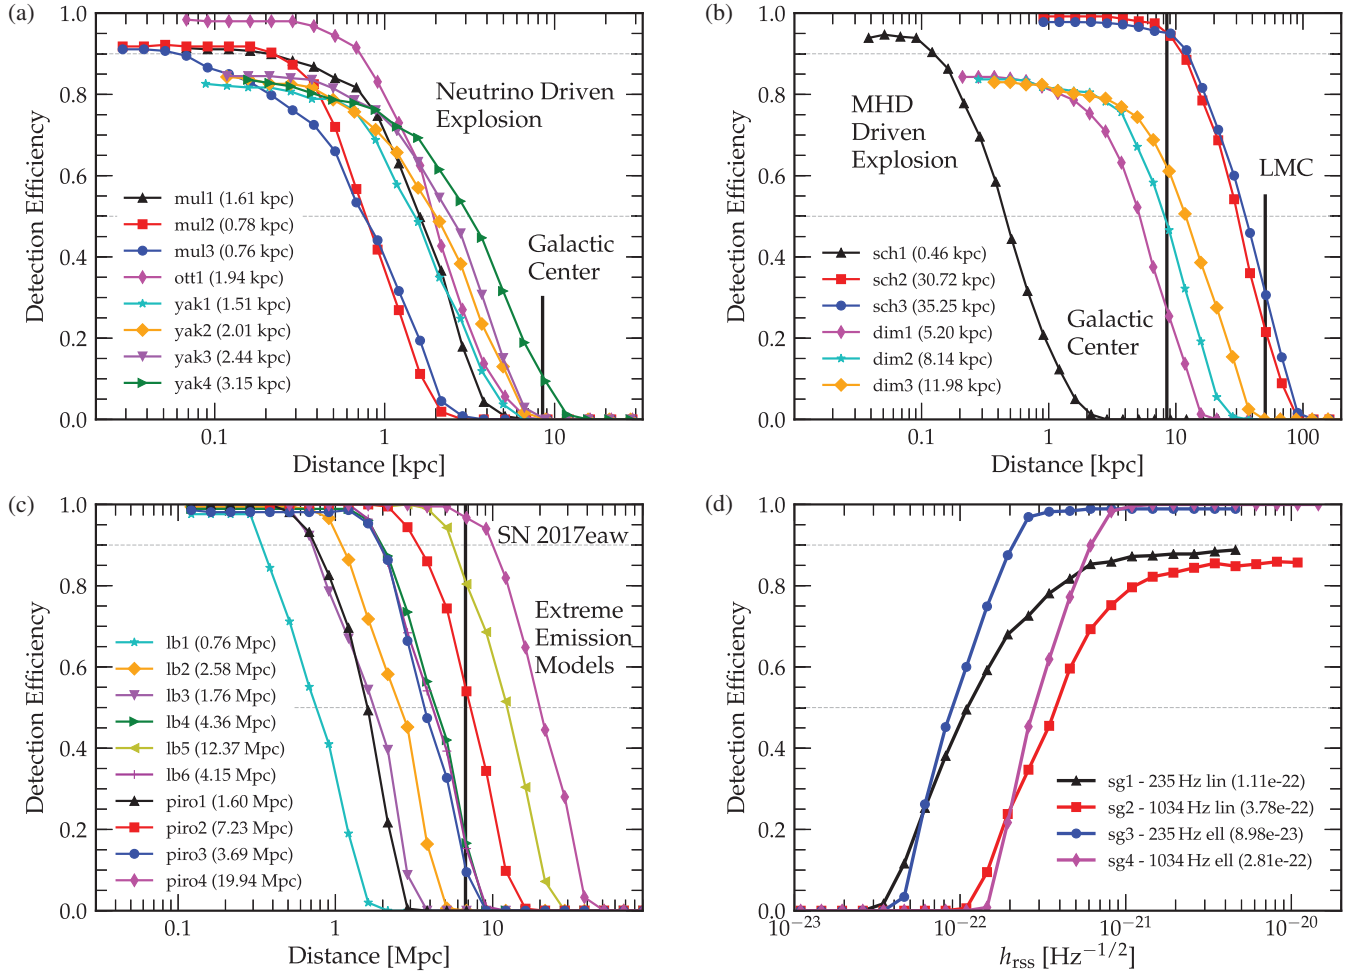 (a)
1.0
0.8
0.6
0.4
0.2
0.0
Detection Efficiency
Neutrino Driven
Explosion
mul1 (1.61 kpc)
mul2 (0.78 kpc)
mul3 (0.76 kpc)
ott1 (1.94 kpc)
yak1 (1.51 kpc)
yak2 (2.01 kpc)
yak3 (2.44 kpc)
yak4 (3.15 kpc)
Galactic
Center
0.1 1 10
Distance [kpc]
(b)
1.0
0.8
0.6
0.4
0.2
0.0
Detection Efficiency
MHD
Driven
Explosion
LMC
sch1 (0.46 kpc)
sch2 (30.72 kpc)
sch3 (35.25 kpc)
dim1 (5.20 kpc)
dim2 (8.14 kpc)
dim3 (11.98 kpc)
Galactic
Center
0.1 1 10 100
Distance [kpc]
(c)
1.0
0.8
0.6
0.4
0.2
0.0
Detection Efficiency
SN 2017eaw
Extreme
Emission
Models
lb1 (0.76 Mpc)
lb2 (2.58 Mpc)
lb3 (1.76 Mpc)
lb4 (4.36 Mpc)
lb5 (12.37 Mpc)
lb6 (4.15 Mpc)
piro1 (1.60 Mpc)
piro2 (7.23 Mpc)
piro3 (3.69 Mpc)
piro4 (19.94 Mpc)
0.1 1 10
Distance [Mpc]
(d)
1.0
0.8
0.6
0.4
0.2
0.0
Detection Efficiency
sg1 - 235 Hz lin (1.11e-22)
sg2 - 1034 Hz lin (3.78e-22)
sg3 - 235 Hz ell (8.98e-23)
sg4 - 1034 Hz ell (2.81e-22)
10⁻²³ 10⁻²² 10⁻²¹ 10⁻²⁰
h_rss [Hz⁻¹/²]